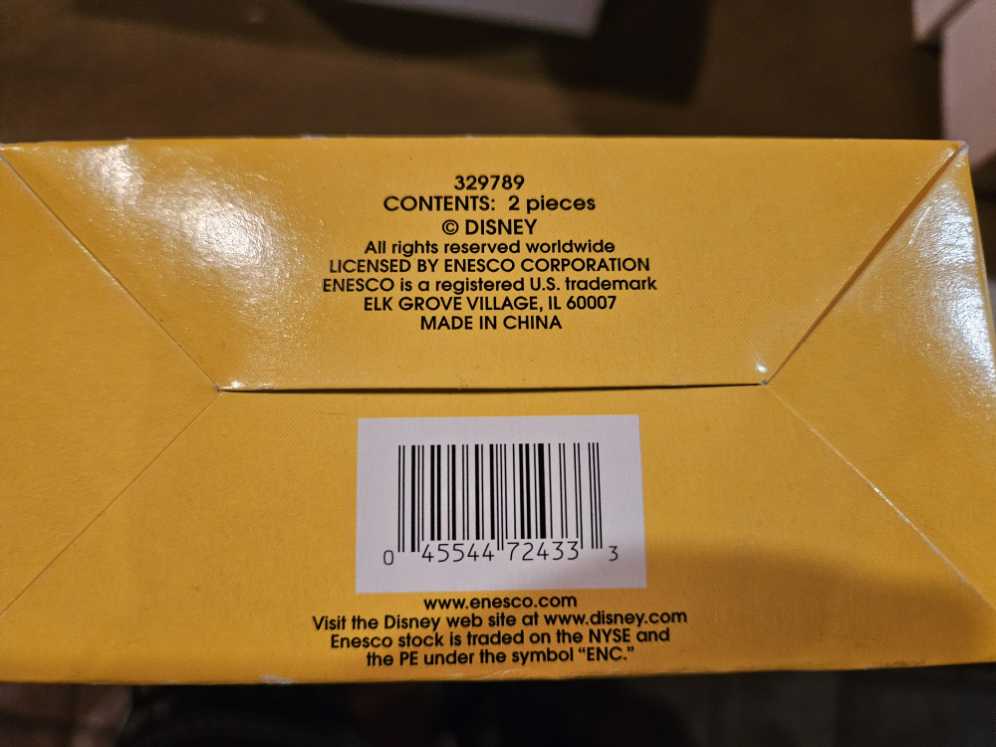 329789
CONTENTS: 2 pieces
© DISNEY
All rights reserved worldwide
LICENSED BY ENESCO CORPORATION
ENESCO is a registered U.S. trademark
ELK GROVE VILLAGE, IL 60007
MADE IN CHINA
0 45544 72433 3
www.enesco.com
Visit the Disney web site at www.disney.com
Enesco stock is traded on the NYSE and
the PE under the symbol “ENC.”